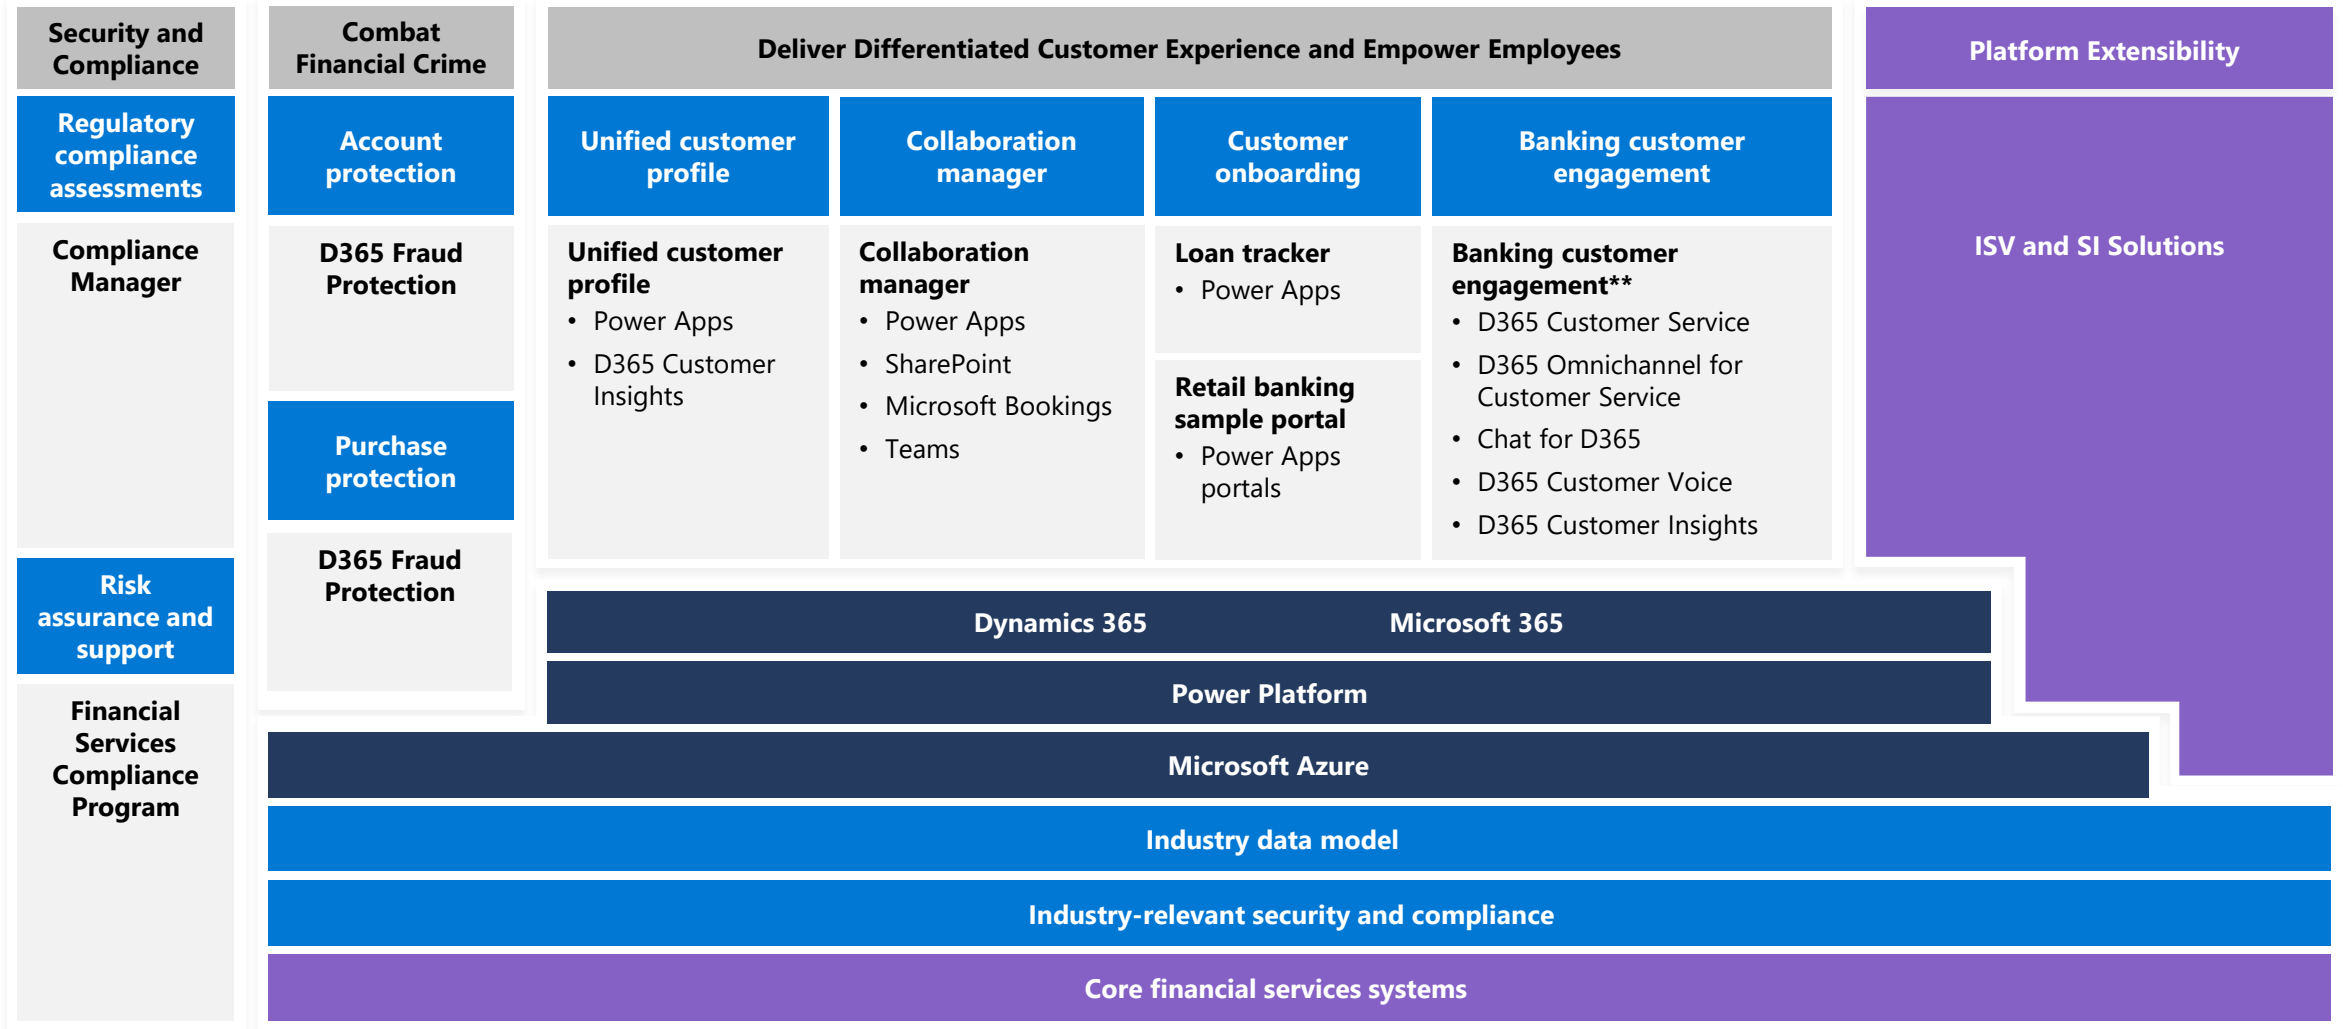 Security and
Compliance
Combat
Financial Crime
Deliver Differentiated Customer Experience and Empower Employees
Platform Extensibility
Regulatory
compliance
assessments
Compliance
Manager
Risk
assurance and
support
Financial
Services
Compliance
Program
Account
protection
D365 Fraud
Protection
Purchase
protection
D365 Fraud
Protection
Unified customer
profile
Unified customer
profile
• Power Apps
• D365 Customer
Insights
Collaboration
manager
Collaboration
manager
• Power Apps
• SharePoint
• Microsoft Bookings
• Teams
Customer
onboarding
Loan tracker
• Power Apps
Retail banking
sample portal
• Power Apps
portals
Banking customer
engagement
Banking customer
engagement**
• D365 Customer Service
• D365 Omnichannel for
Customer Service
• Chat for D365
• D365 Customer Voice
• D365 Customer Insights
ISV and SI Solutions
Dynamics 365 Microsoft 365
Power Platform
Microsoft Azure
Industry data model
Industry-relevant security and compliance
Core financial services systems